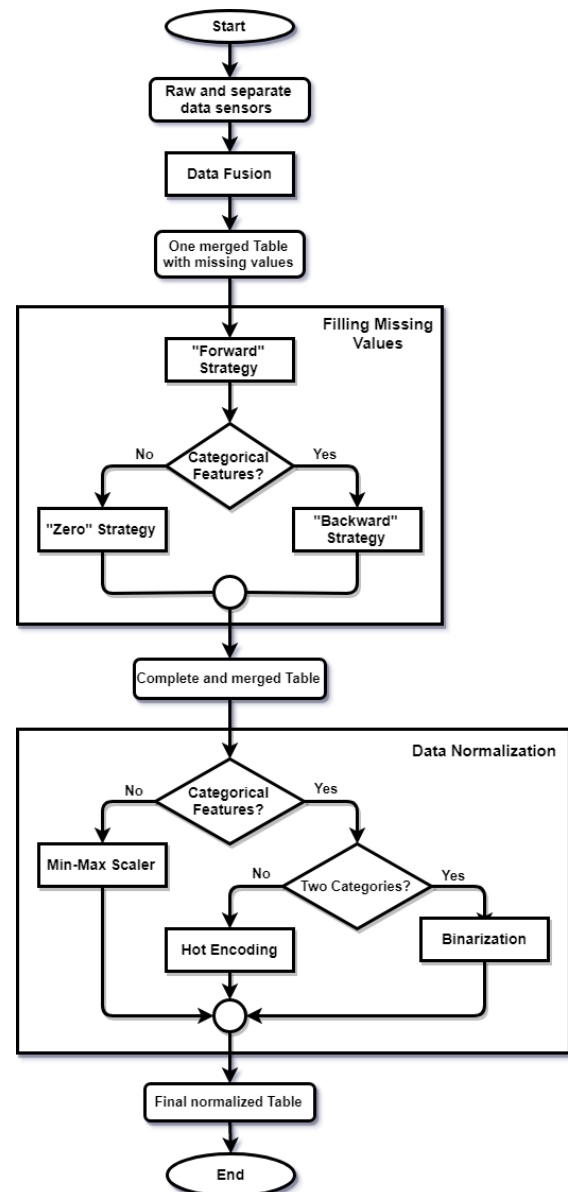 Start
Raw and separate
data sensors
Data Fusion
One merged Table
with missing values
Filling Missing
Values
"Forward"
Strategy
Categorical
Features?
No
Yes
"Zero" Strategy
"Backward"
Strategy
Complete and merged Table
Data Normalization
Categorical
Features?
No
Yes
Min-Max Scaler
Two Categories?
No
Yes
Hot Encoding
Binarization
Final normalized Table
End